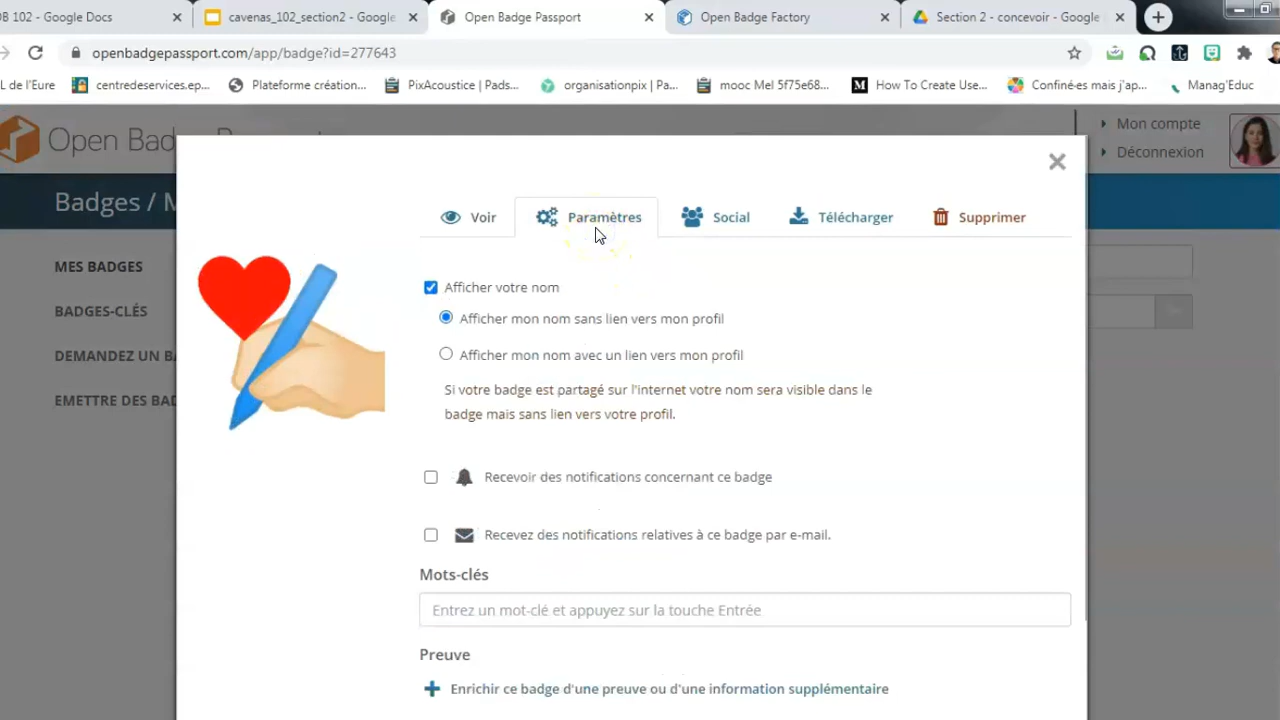 OB 102 - Google Docs
cavenas_102_section2 - Google
Open Badge Passport
Open Badge Factory
Section 2 - concevoir - Google
openbadgepassport.com/app/badge?id=277643
L de l'Eure
centredeservices.ep...
Plateforme création...
PixAcoustice | Pads...
organisationpix | Pa...
mooc Mel 5f75e68...
How To Create Use...
Confiné·es mais j'ap...
Manag'Educ
Open Bad
Mon compte
Déconnexion
Badges / M
Voir
Paramètres
Social
Télécharger
Supprimer
MES BADGES
BADGES-CLÉS
DEMANDEZ UN BA
EMETTRE DES BAD
Afficher votre nom
Afficher mon nom sans lien vers mon profil
Afficher mon nom avec un lien vers mon profil
Si votre badge est partagé sur l'internet votre nom sera visible dans le
badge mais sans lien vers votre profil.
Recevoir des notifications concernant ce badge
Recevez des notifications relatives à ce badge par e-mail.
Mots-clés
Entrez un mot-clé et appuyez sur la touche Entrée
Preuve
Enrichir ce badge d'une preuve ou d'une information supplémentaire